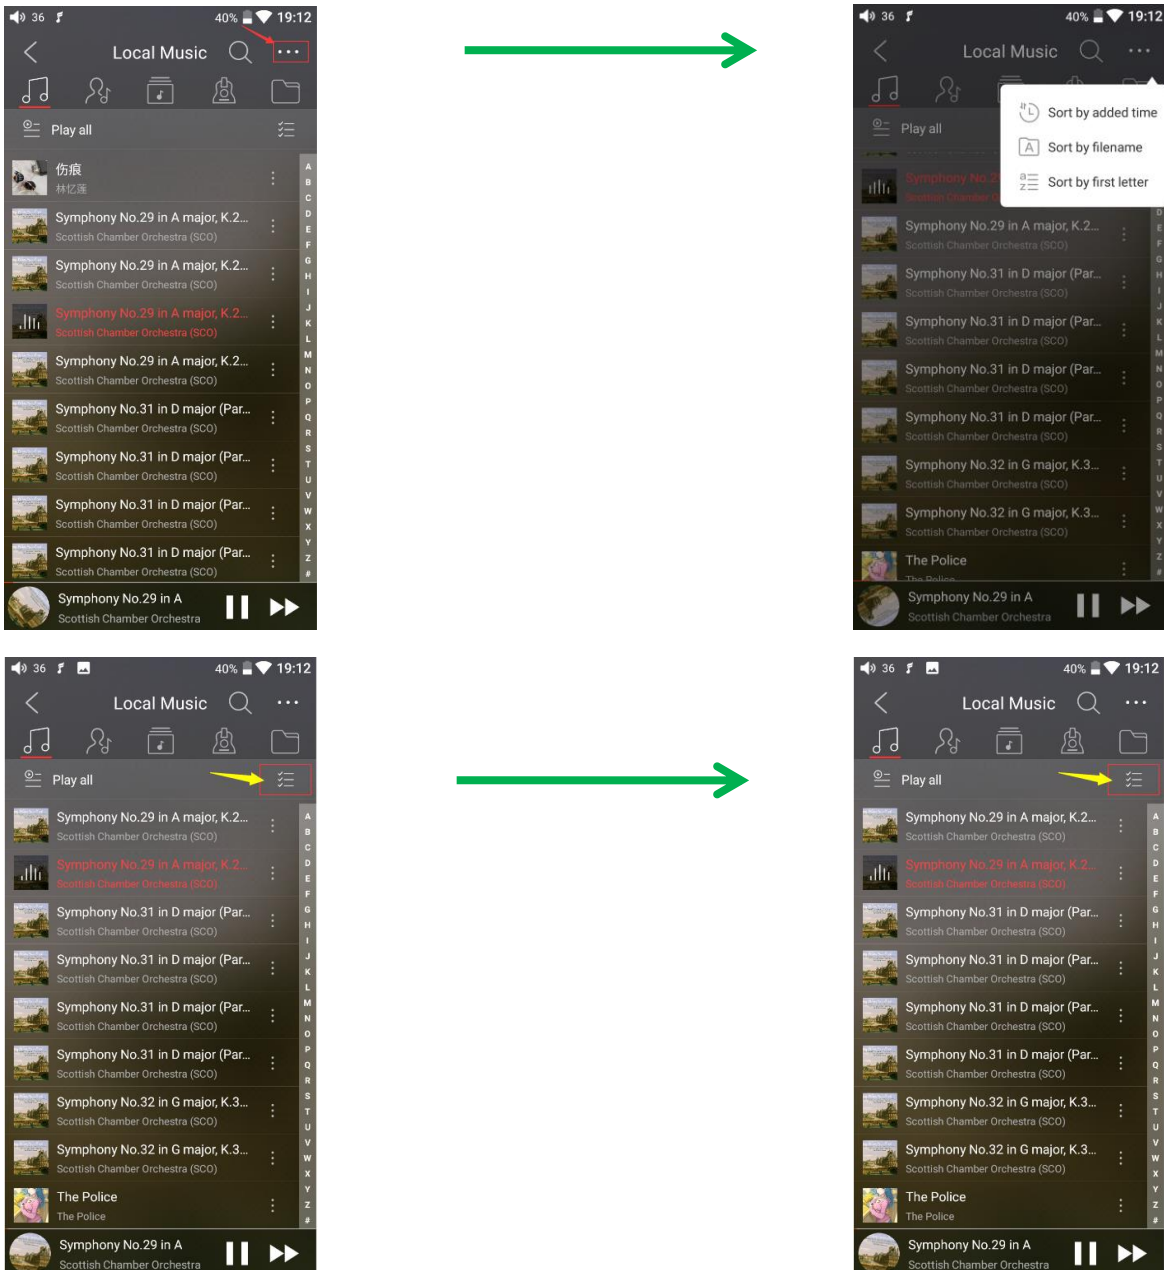 36
40%
19:12
Local Music
Play all
伤痕
林忆莲
Symphony No.29 in A major, K.2...
Scottish Chamber Orchestra (SCO)
Symphony No.29 in A major, K.2...
Scottish Chamber Orchestra (SCO)
Symphony No.29 in A major, K.2...
Scottish Chamber Orchestra (SCO)
Symphony No.29 in A major, K.2...
Scottish Chamber Orchestra (SCO)
Symphony No.31 in D major (Par...
Scottish Chamber Orchestra (SCO)
Symphony No.31 in D major (Par...
Scottish Chamber Orchestra (SCO)
Symphony No.31 in D major (Par...
Scottish Chamber Orchestra (SCO)
Symphony No.31 in D major (Par...
Scottish Chamber Orchestra (SCO)
A
B
C
D
E
F
G
H
I
J
K
L
M
N
O
P
Q
R
S
T
U
V
W
X
Y
Z
#
Symphony No.29 in A
Scottish Chamber Orchestra
36
40%
19:12
Local Music
Sort by added time
Sort by filename
Sort by first letter
Play all
Symphony No.2
Scottish Chamber O
Symphony No.29 in A major, K.2...
Scottish Chamber Orchestra (SCO)
Symphony No.31 in D major (Par...
Scottish Chamber Orchestra (SCO)
Symphony No.31 in D major (Par...
Scottish Chamber Orchestra (SCO)
Symphony No.31 in D major (Par...
Scottish Chamber Orchestra (SCO)
Symphony No.31 in D major (Par...
Scottish Chamber Orchestra (SCO)
Symphony No.32 in G major, K.3...
Scottish Chamber Orchestra (SCO)
Symphony No.32 in G major, K.3...
Scottish Chamber Orchestra (SCO)
The Police
The Police
D
E
F
G
H
I
J
K
L
M
N
O
P
Q
R
S
T
U
V
W
X
Y
Z
#
Symphony No.29 in A
Scottish Chamber Orchestra
36
40%
19:12
Local Music
Play all
Symphony No.29 in A major, K.2...
Scottish Chamber Orchestra (SCO)
Symphony No.29 in A major, K.2...
Scottish Chamber Orchestra (SCO)
Symphony No.31 in D major (Par...
Scottish Chamber Orchestra (SCO)
Symphony No.31 in D major (Par...
Scottish Chamber Orchestra (SCO)
Symphony No.31 in D major (Par...
Scottish Chamber Orchestra (SCO)
Symphony No.31 in D major (Par...
Scottish Chamber Orchestra (SCO)
Symphony No.32 in G major, K.3...
Scottish Chamber Orchestra (SCO)
Symphony No.32 in G major, K.3...
Scottish Chamber Orchestra (SCO)
The Police
The Police
A
B
C
D
E
F
G
H
I
J
K
L
M
N
O
P
Q
R
S
T
U
V
W
X
Y
Z
#
Symphony No.29 in A
Scottish Chamber Orchestra
36
40%
19:12
Local Music
Play all
Symphony No.29 in A major, K.2...
Scottish Chamber Orchestra (SCO)
Symphony No.29 in A major, K.2...
Scottish Chamber Orchestra (SCO)
Symphony No.31 in D major (Par...
Scottish Chamber Orchestra (SCO)
Symphony No.31 in D major (Par...
Scottish Chamber Orchestra (SCO)
Symphony No.31 in D major (Par...
Scottish Chamber Orchestra (SCO)
Symphony No.31 in D major (Par...
Scottish Chamber Orchestra (SCO)
Symphony No.32 in G major, K.3...
Scottish Chamber Orchestra (SCO)
Symphony No.32 in G major, K.3...
Scottish Chamber Orchestra (SCO)
The Police
The Police
A
B
C
D
E
F
G
H
I
J
K
L
M
N
O
P
Q
R
S
T
U
V
W
X
Y
Z
#
Symphony No.29 in A
Scottish Chamber Orchestra